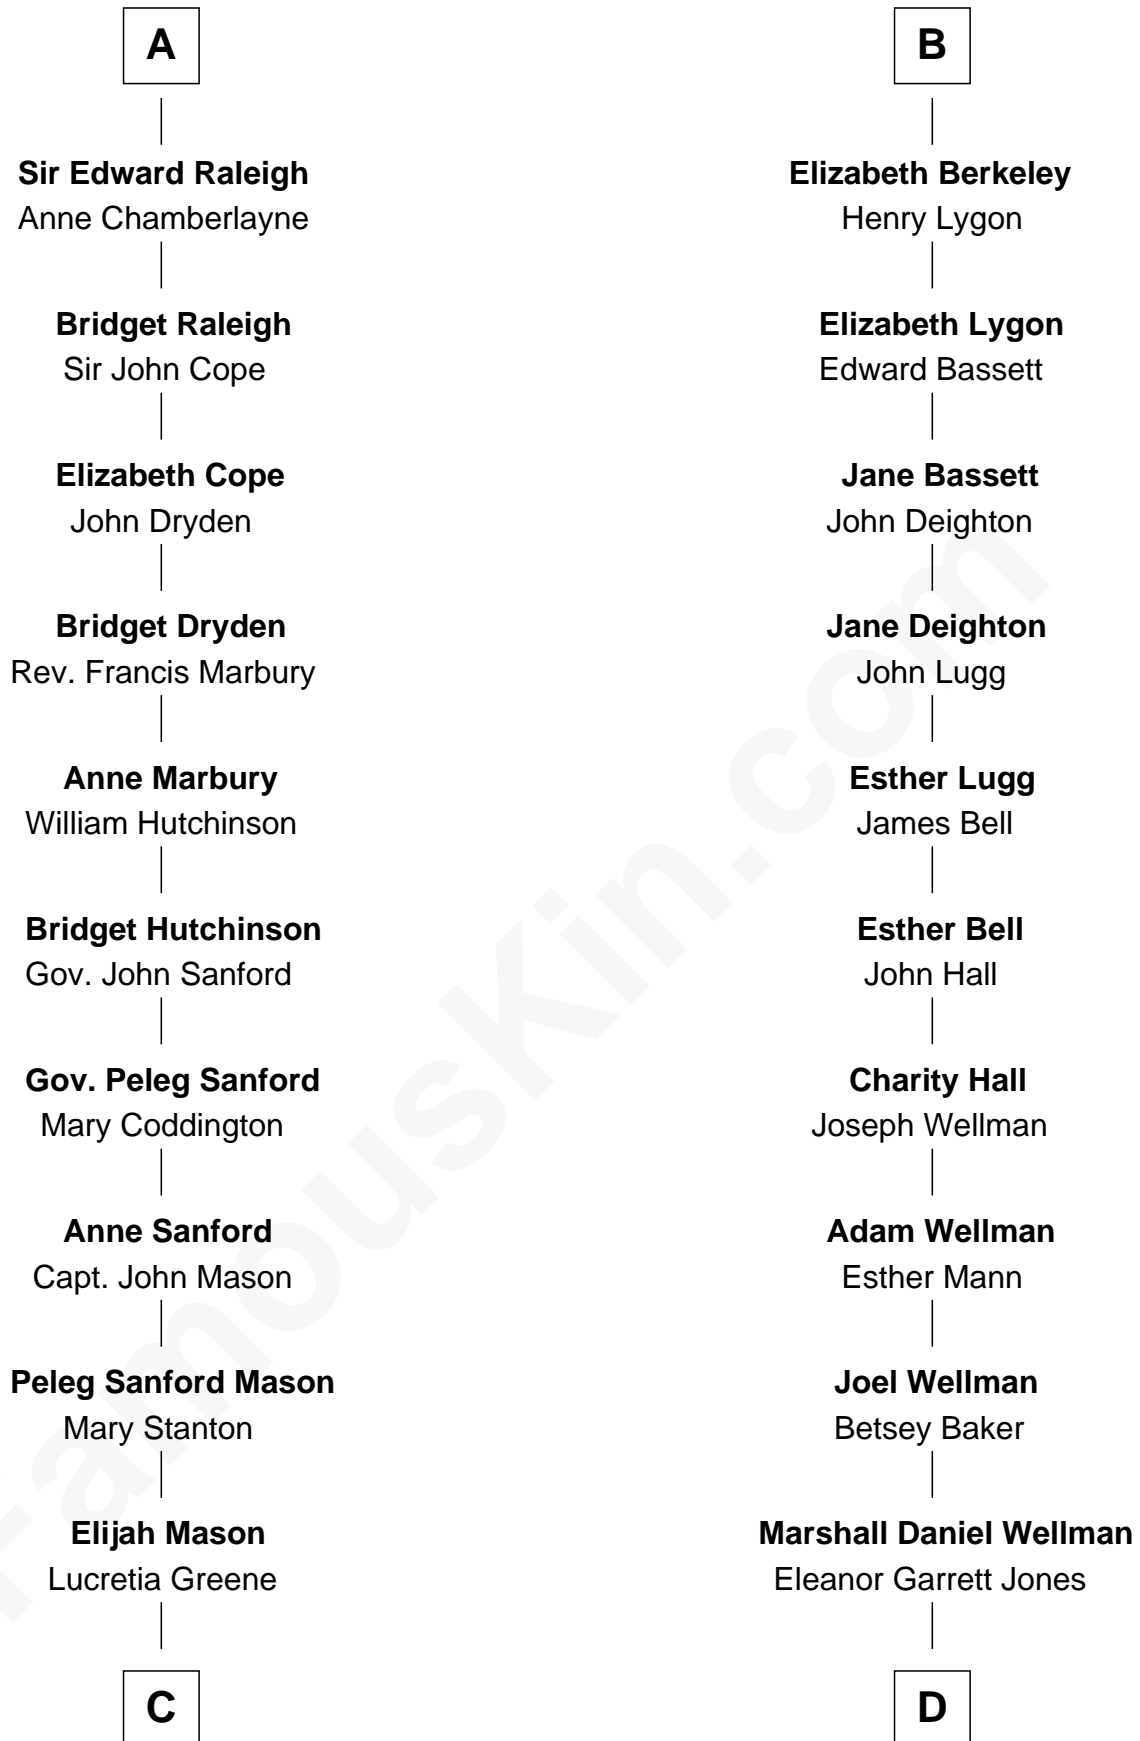 A
Sir Edward Raleigh
Anne Chamberlayne
Bridget Raleigh
Sir John Cope
Elizabeth Cope
John Dryden
Bridget Dryden
Rev. Francis Marbury
Anne Marbury
William Hutchinson
Bridget Hutchinson
Gov. John Sanford
Gov. Peleg Sanford
Mary Coddington
Anne Sanford
Capt. John Mason
Peleg Sanford Mason
Mary Stanton
Elijah Mason
Lucretia Greene
C
B
Elizabeth Berkeley
Henry Lygon
Elizabeth Lygon
Edward Bassett
Jane Bassett
John Deighton
Jane Deighton
John Lugg
Esther Lugg
James Bell
Esther Bell
John Hall
Charity Hall
Joseph Wellman
Adam Wellman
Esther Mann
Joel Wellman
Betsey Baker
Marshall Daniel Wellman
Eleanor Garrett Jones
D
FamousKin.com